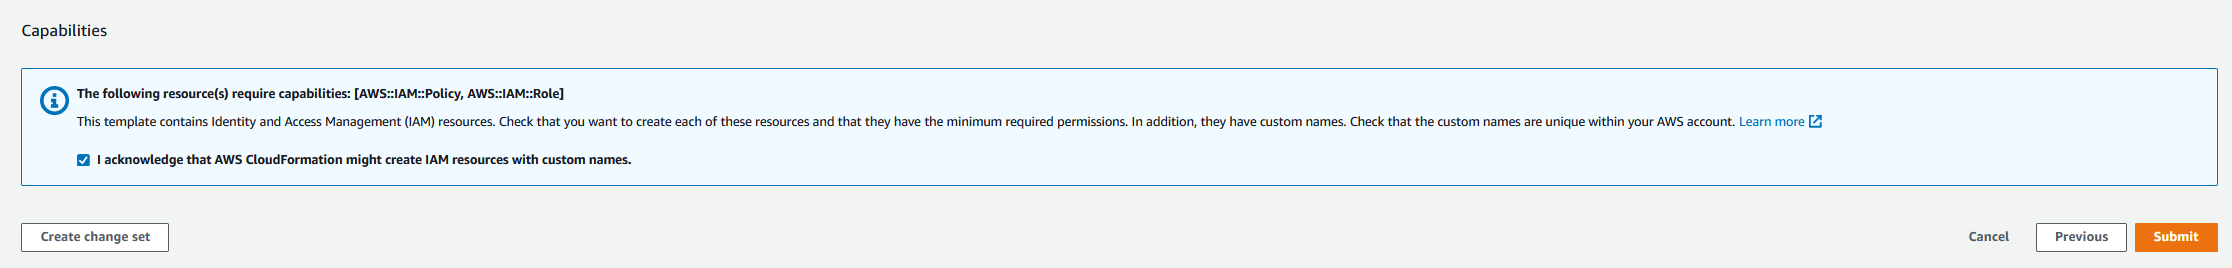 Capabilities
The following resource(s) require capabilities: [AWS::IAM::Policy, AWS::IAM::Role]
This template contains Identity and Access Management (IAM) resources. Check that you want to create each of these resources and that they have the minimum required permissions. In addition, they have custom names. Check that the custom names are unique within your AWS account. Learn more
I acknowledge that AWS CloudFormation might create IAM resources with custom names.
Create change set
Cancel
Previous
Submit